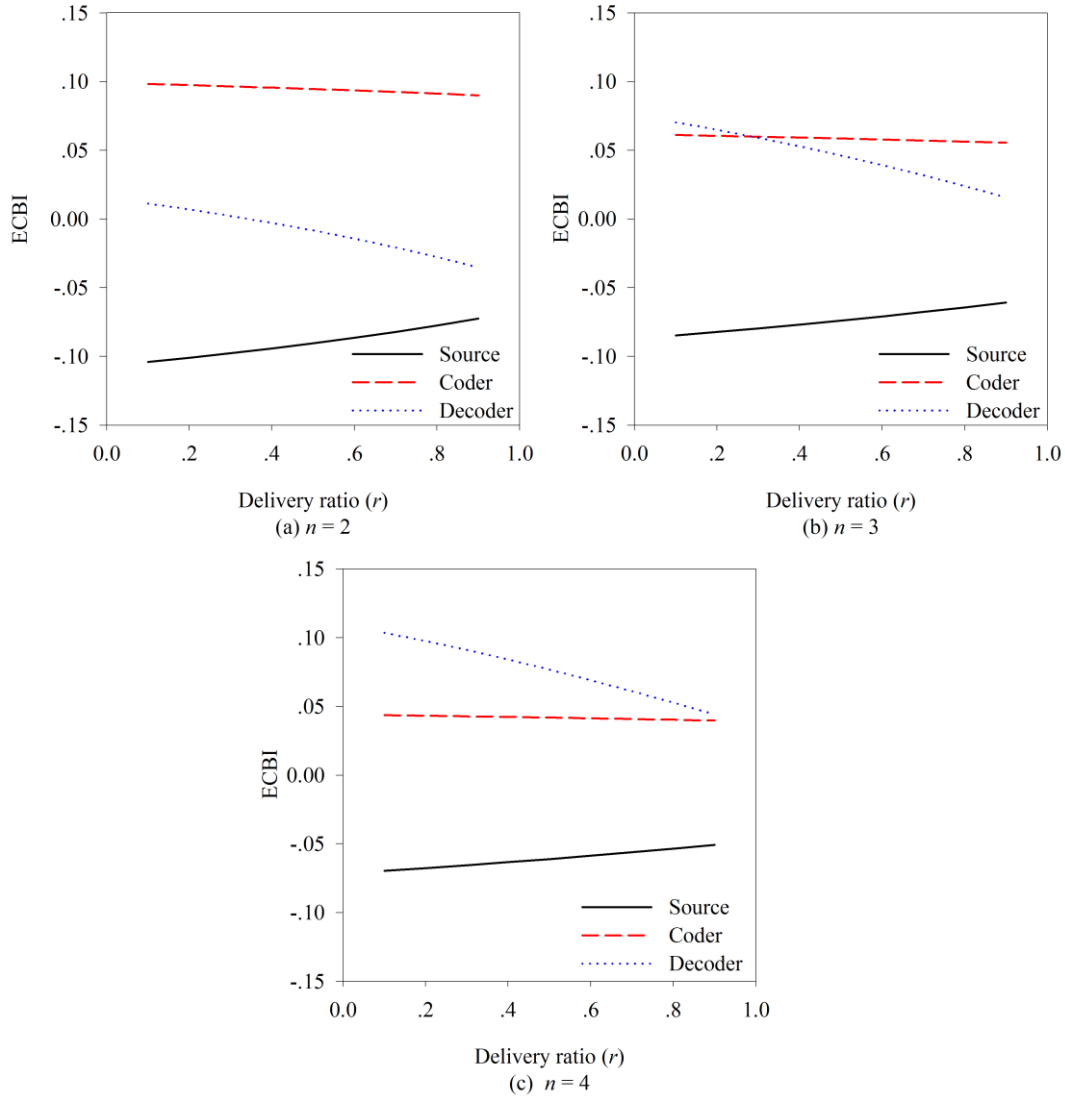 .15
.10
.05
0.00
-.05
-.10
-.15
ECBI
Source
Coder
Decoder
0.0 .2 .4 .6 .8 1.0
Delivery ratio (r)
(a) n = 2
.15
.10
.05
0.00
-.05
-.10
-.15
ECBI
Source
Coder
Decoder
0.0 .2 .4 .6 .8 1.0
Delivery ratio (r)
(b) n = 3
.15
.10
.05
0.00
-.05
-.10
-.15
ECBI
Source
Coder
Decoder
0.0 .2 .4 .6 .8 1.0
Delivery ratio (r)
(c) n = 4